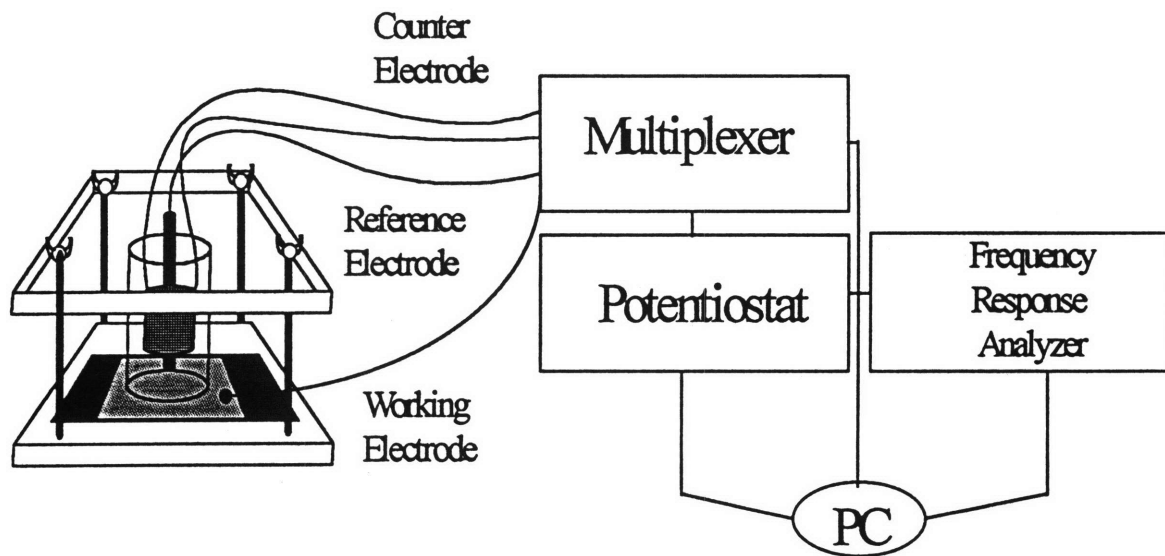 Counter
Electrode
Multiplexer
Reference
Electrode
Potentiostat
Frequency
Response
Analyzer
Working
Electrode
PC